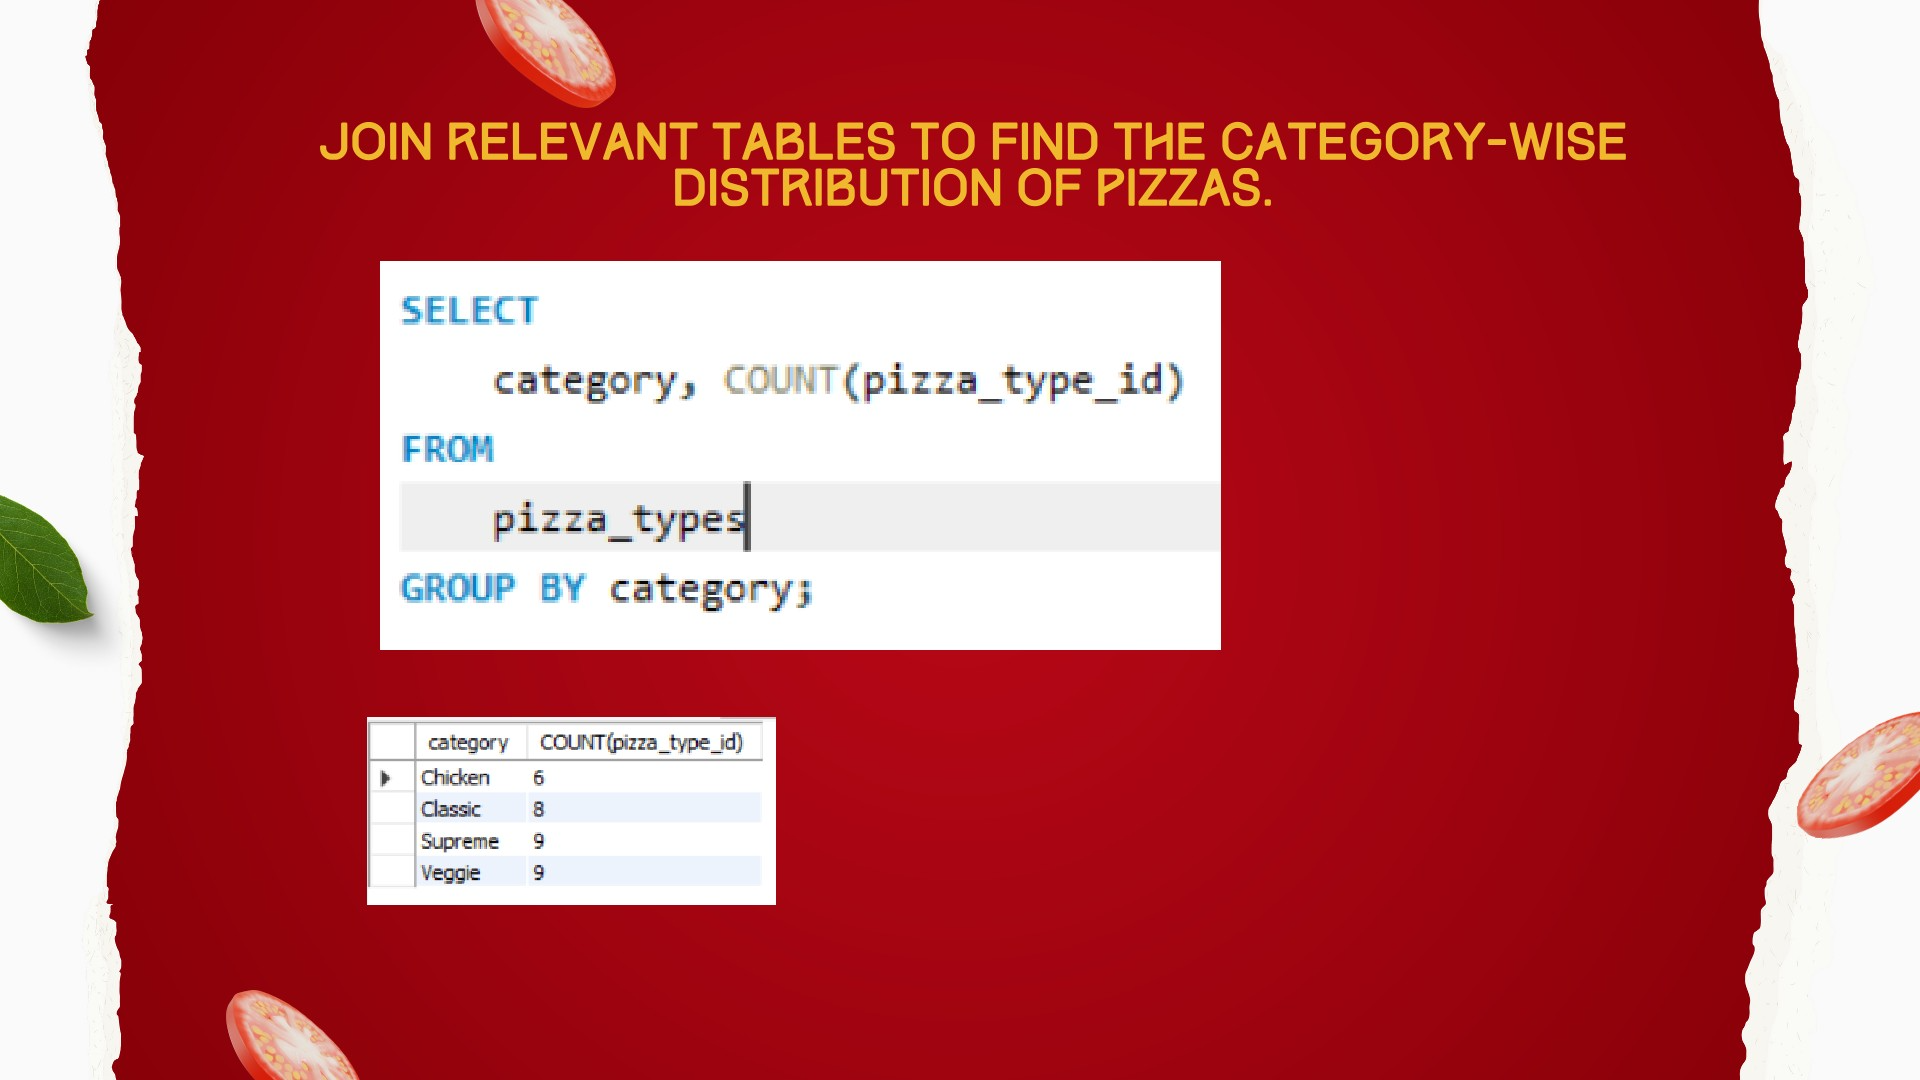 JOIN RELEVANT TABLES TO FIND THE CATEGORY-WISE
DISTRIBUTION OF PIZZAS.
SELECT
category, COUNT(pizza_type_id)
FROM
pizza_types
GROUP BY category;
category COUNT(pizza_type_id)
Chicken 6
Classic 8
Supreme 9
Veggie 9